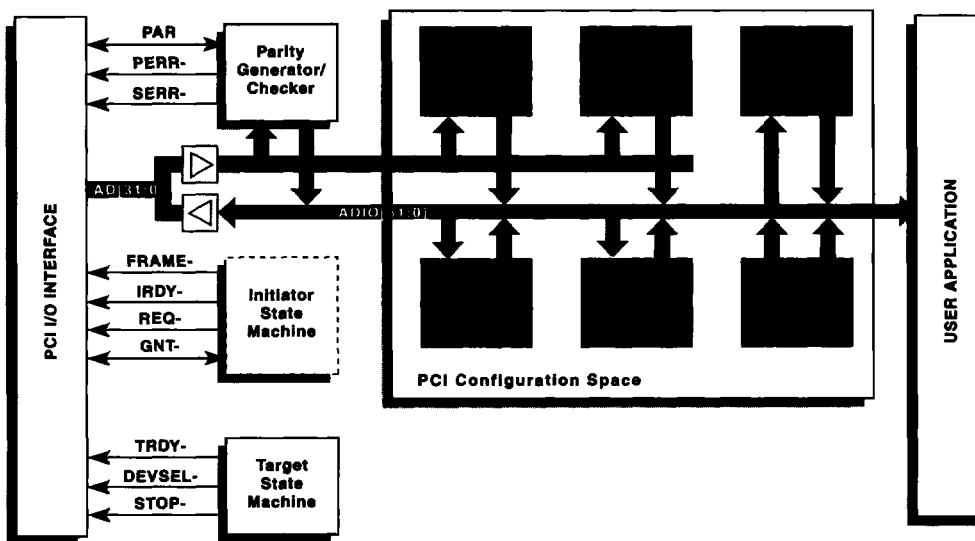 PCI I/O INTERFACE
PAR
PERR-
SERR-
Parity
Generator/
Checker
AD[31:0]
ADIO[31:0]
FRAME-
IRDY-
REQ-
GNT-
Initiator
State
Machine
TRDY-
DEVSEL-
STOP-
Target
State
Machine
PCI Configuration Space
USER APPLICATION